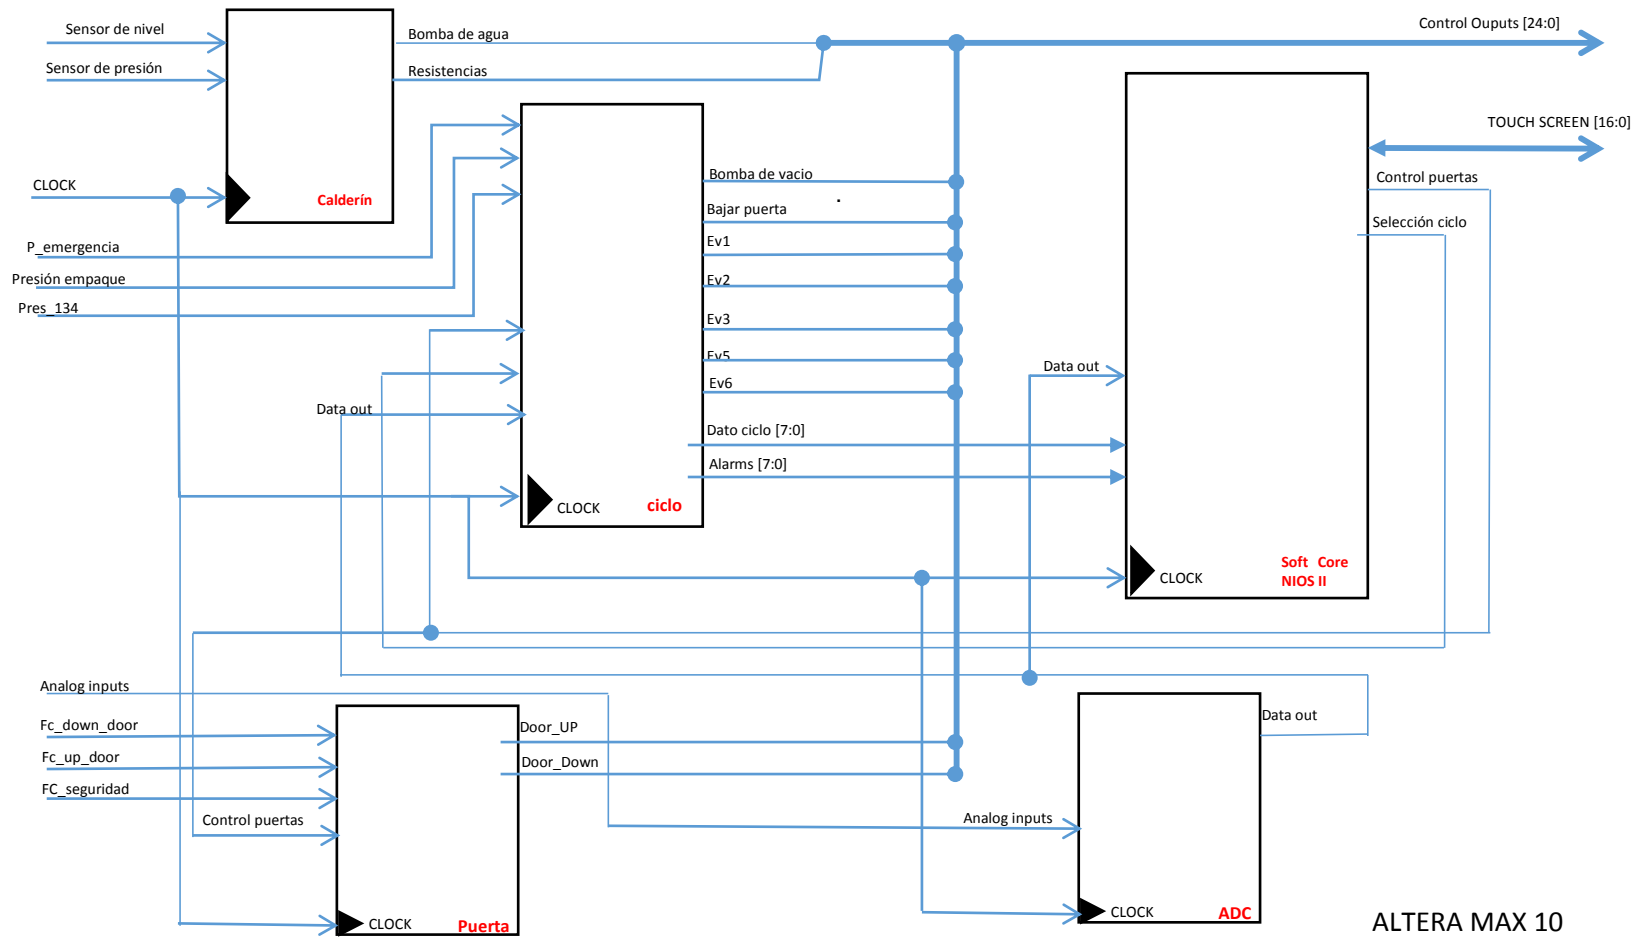 Control Ouputs [24:0]
Sensor de nivel
Bomba de agua
Sensor de presión
Resistencias
TOUCH SCREEN [16:0]
CLOCK
Calderín
Bomba de vacio
Control puertas
.
Bajar puerta
Selección ciclo
P_emergencia
Ev1
Presión empaque
Ev2
Pres_134
Ev3
Ev5
Data out
Ev6
Data out
Dato ciclo [7:0]
Alarms [7:0]
CLOCK
ciclo
Soft Core
NIOS II
CLOCK
Analog inputs
Fc_down_door
Door_UP
Data out
Fc_up_door
Door_Down
FC_seguridad
Control puertas
Analog inputs
CLOCK
Puerta
CLOCK
ADC
ALTERA MAX 10